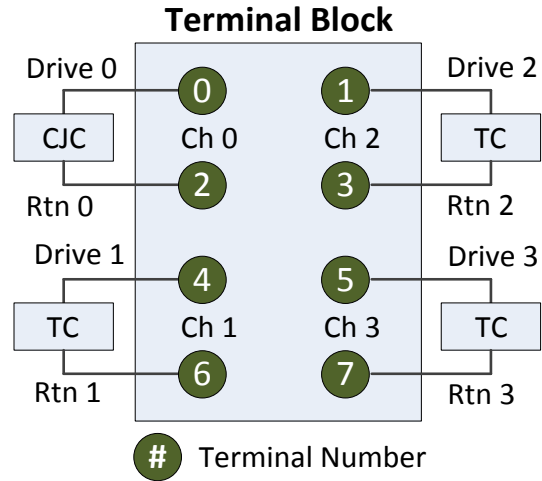 Terminal Block
Drive 0
Drive 2
0
1
CJC
Ch 0
Ch 2
TC
2
3
Rtn 0
Rtn 2
Drive 1
Drive 3
4
5
TC
Ch 1
Ch 3
TC
6
7
Rtn 1
Rtn 3
# Terminal Number